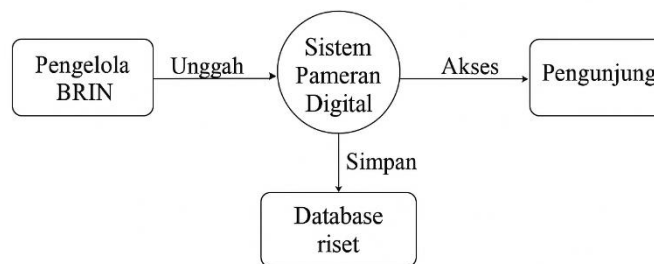 Pengelola
BRIN
Unggah
Sistem
Pameran
Digital
Akses
Pengunjung
Simpan
Database
riset